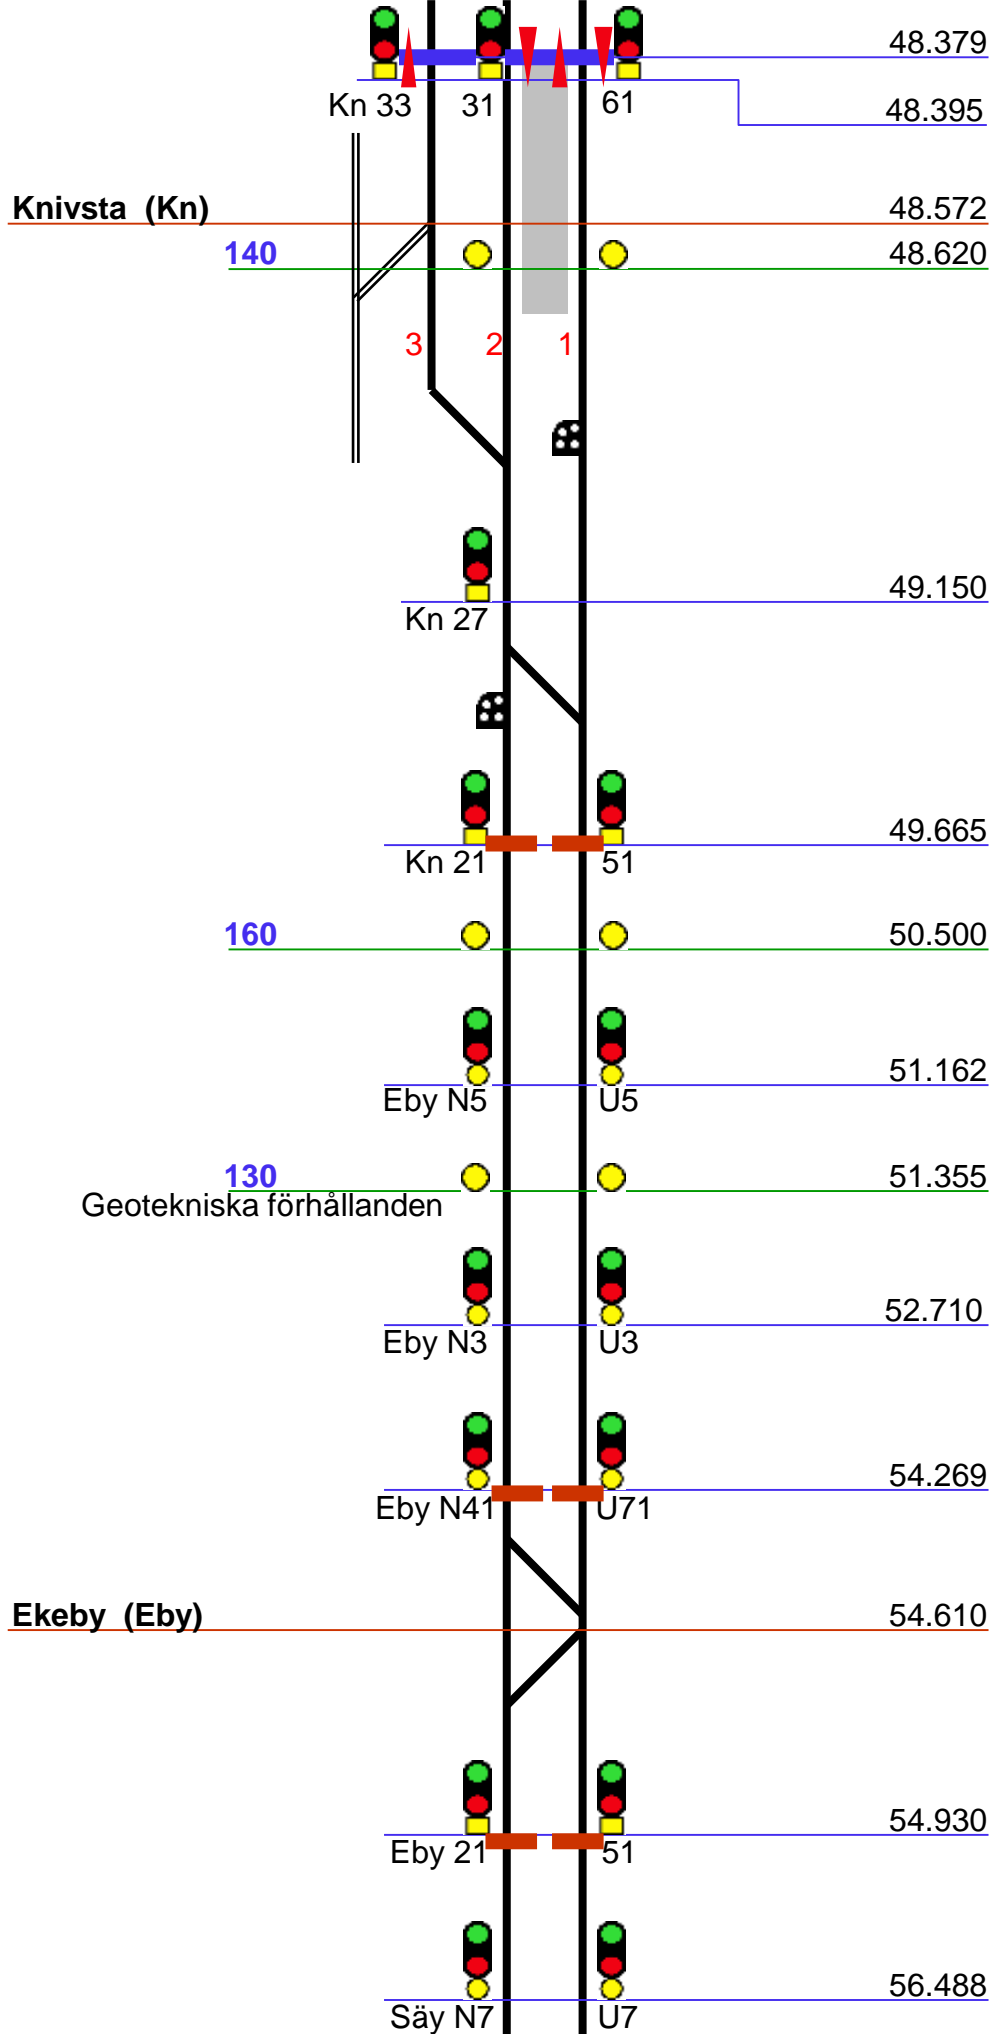 48.379
Kn 33 31 61
48.395
Knivsta (Kn) 48.572
140 48.620
3 2 1
49.150
Kn 27
49.665
Kn 21 51
160 50.500
51.162
Eby N5 U5
130 51.355
Geotekniska förhållanden
52.710
Eby N3 U3
54.269
Eby N41 U71
Ekeby (Eby) 54.610
54.930
Eby 21 51
56.488
Säy N7 U7